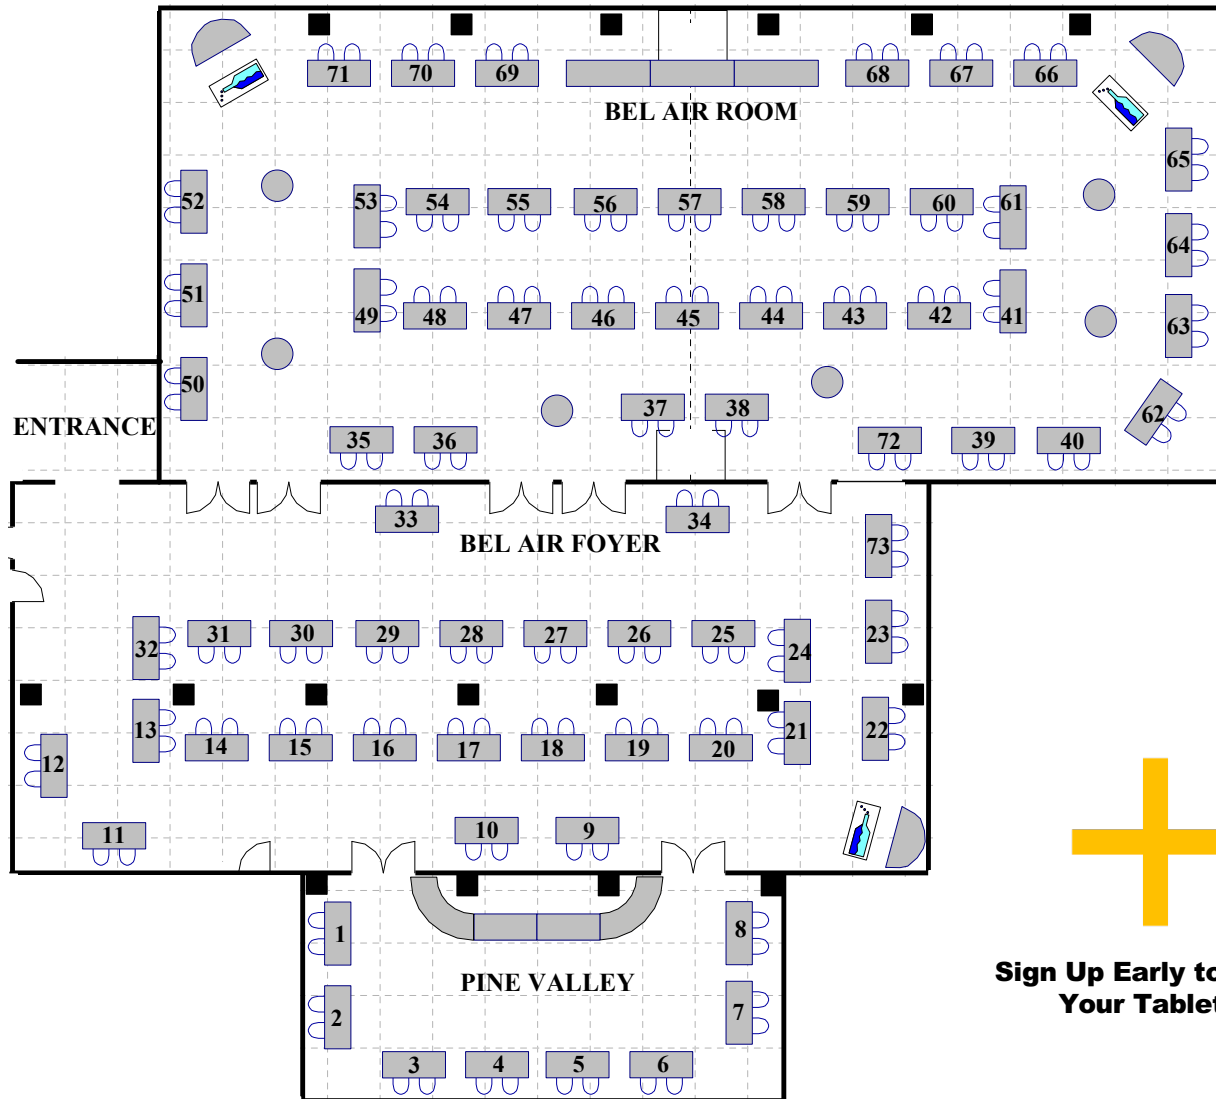 71 70 69 68 67 66
BEL AIR ROOM
65
52 53 54 55 56 57 58 59 60 61
64
51 49 48 47 46 45 44 43 42 41 63
50
ENTRANCE
37 38 62
35 36 72 39 40
33 34
BEL AIR FOYER
73
32 31 30 29 28 27 26 25 24 23
13 14 15 16 17 18 19 20 21 22
12
11 10 9
1 8
PINE VALLEY
2 7
3 4 5 6
Sign Up Early to
Your Tablet